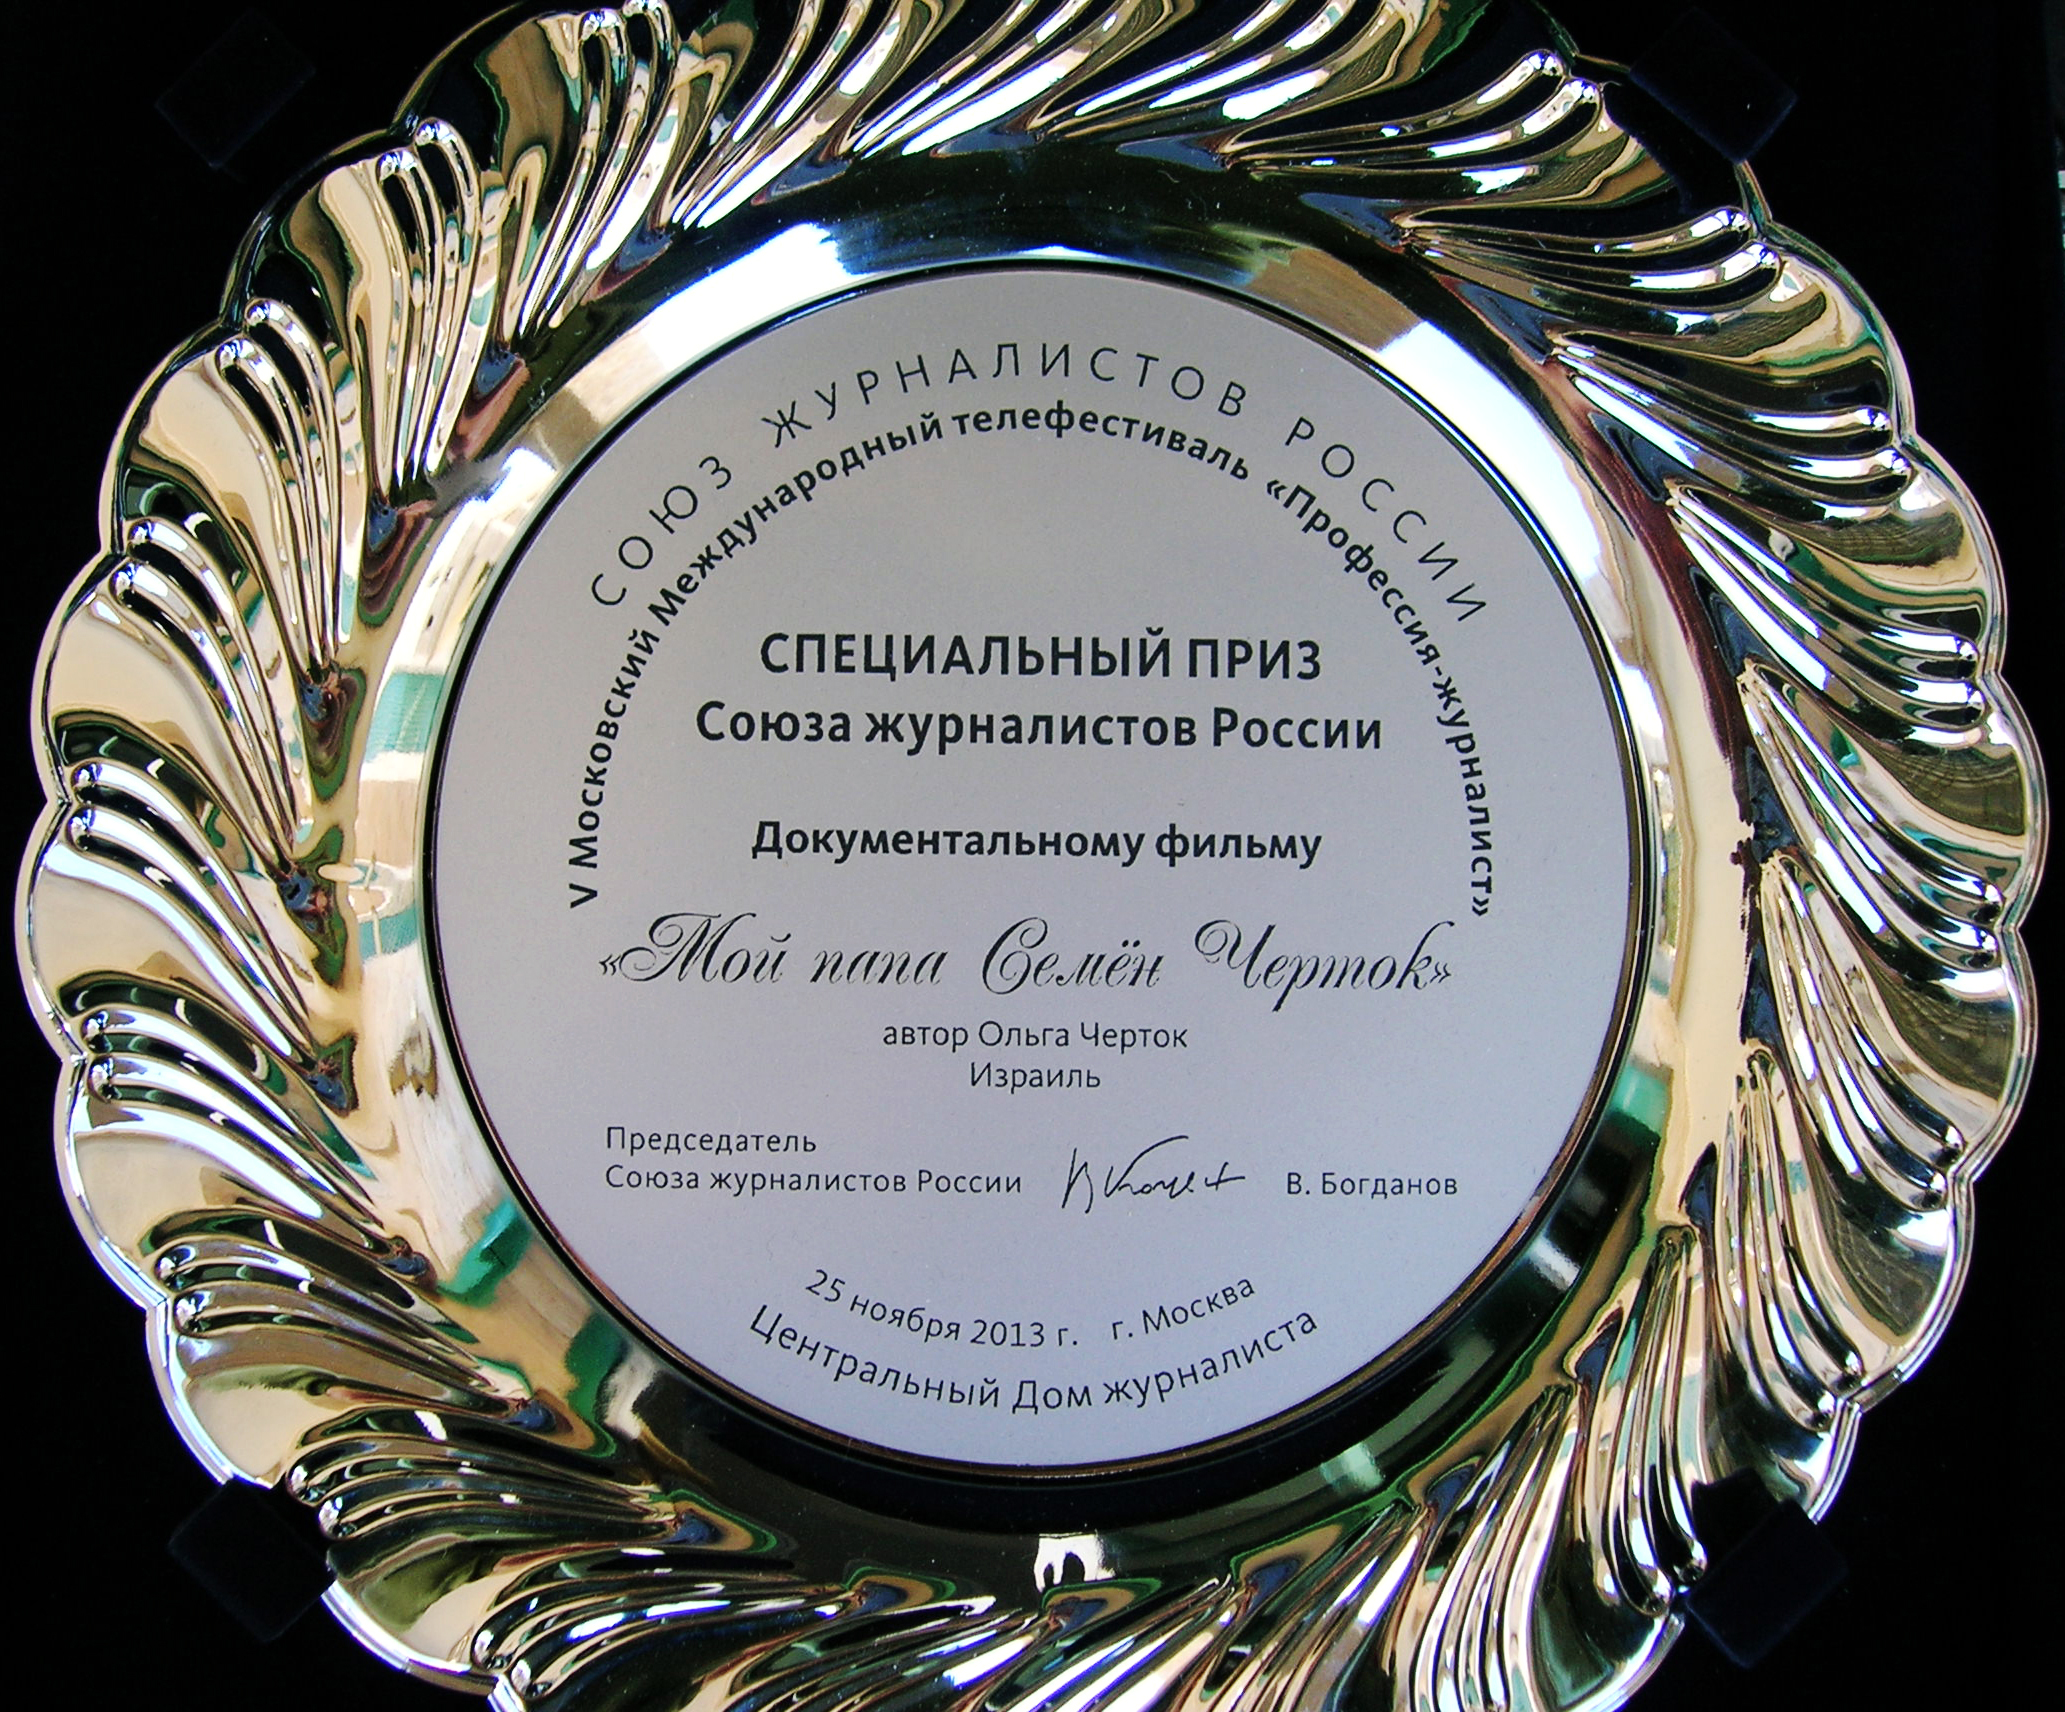 СОЮЗ ЖУРНАЛИСТОВ РОССИИ
V Московский Международный телефестиваль «Профессия-журналист»
СПЕЦИАЛЬНЫЙ ПРИЗ
Союза журналистов России
Документальному фильму
«Мой папа Семён Черток»
автор Ольга Черток
Израиль
Председатель
Союза журналистов России В. Богданов
25 ноября 2013 г. г. Москва
Центральный Дом журналиста